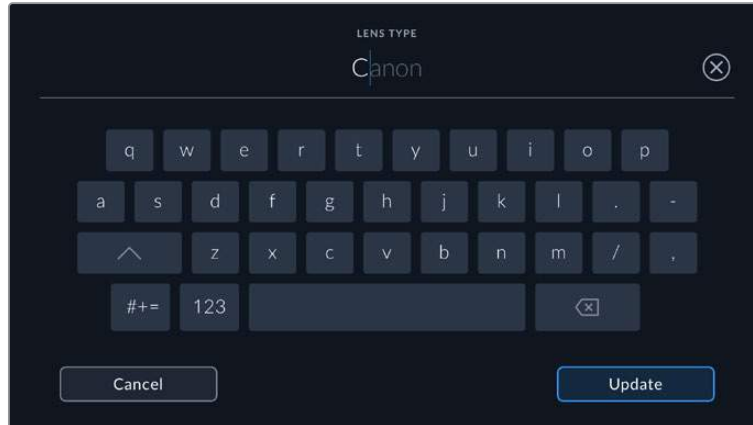 LENS TYPE
Canon
q w e r t y u i o p
a s d f g h j k l . -
z x c v b n m / ,
#+= 123
Cancel Update